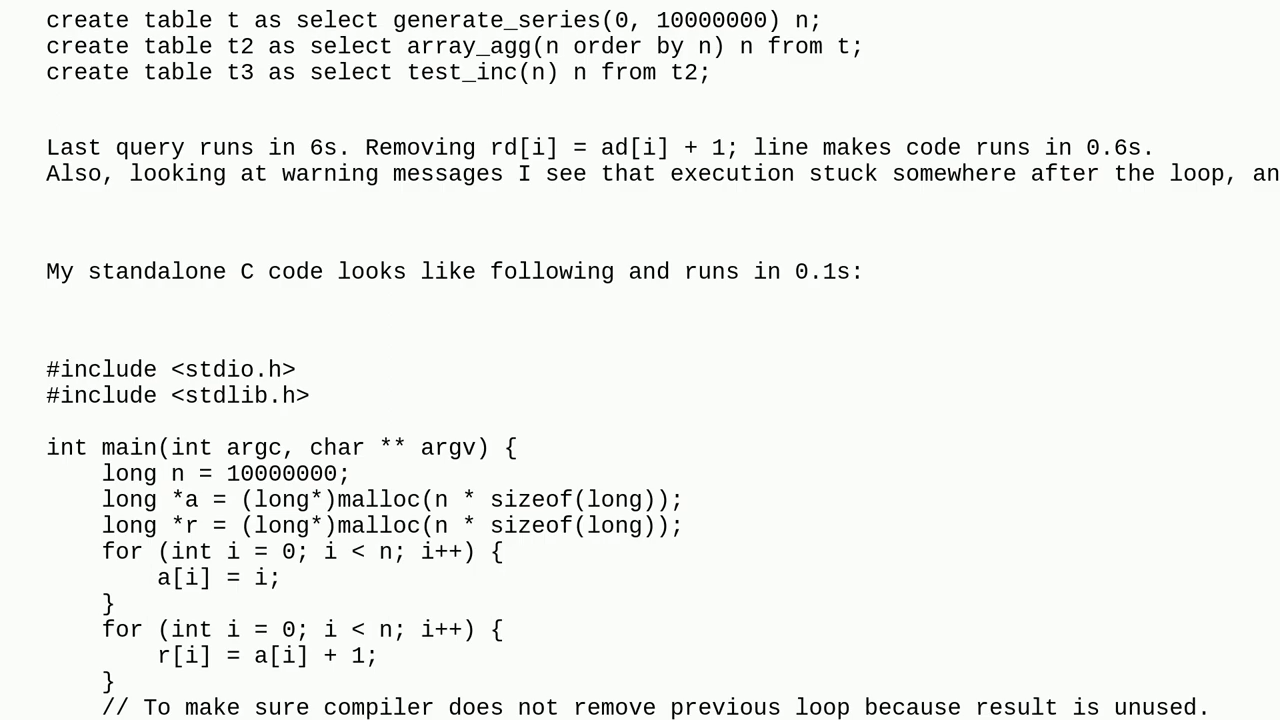 create table t as select generate_series(0, 10000000) n;
create table t2 as select array_agg(n order by n) n from t;
create table t3 as select test_inc(n) n from t2;
Last query runs in 6s. Removing rd[i] = ad[i] + 1; line makes code runs in 0.6s.
Also, looking at warning messages I see that execution stuck somewhere after the loop, an
My standalone C code looks like following and runs in 0.1s:
#include <stdio.h>
#include <stdlib.h>
int main(int argc, char ** argv) {
    long n = 10000000;
    long *a = (long*)malloc(n * sizeof(long));
    long *r = (long*)malloc(n * sizeof(long));
    for (int i = 0; i < n; i++) {
        a[i] = i;
    }
    for (int i = 0; i < n; i++) {
        r[i] = a[i] + 1;
    }
    // To make sure compiler does not remove previous loop because result is unused.